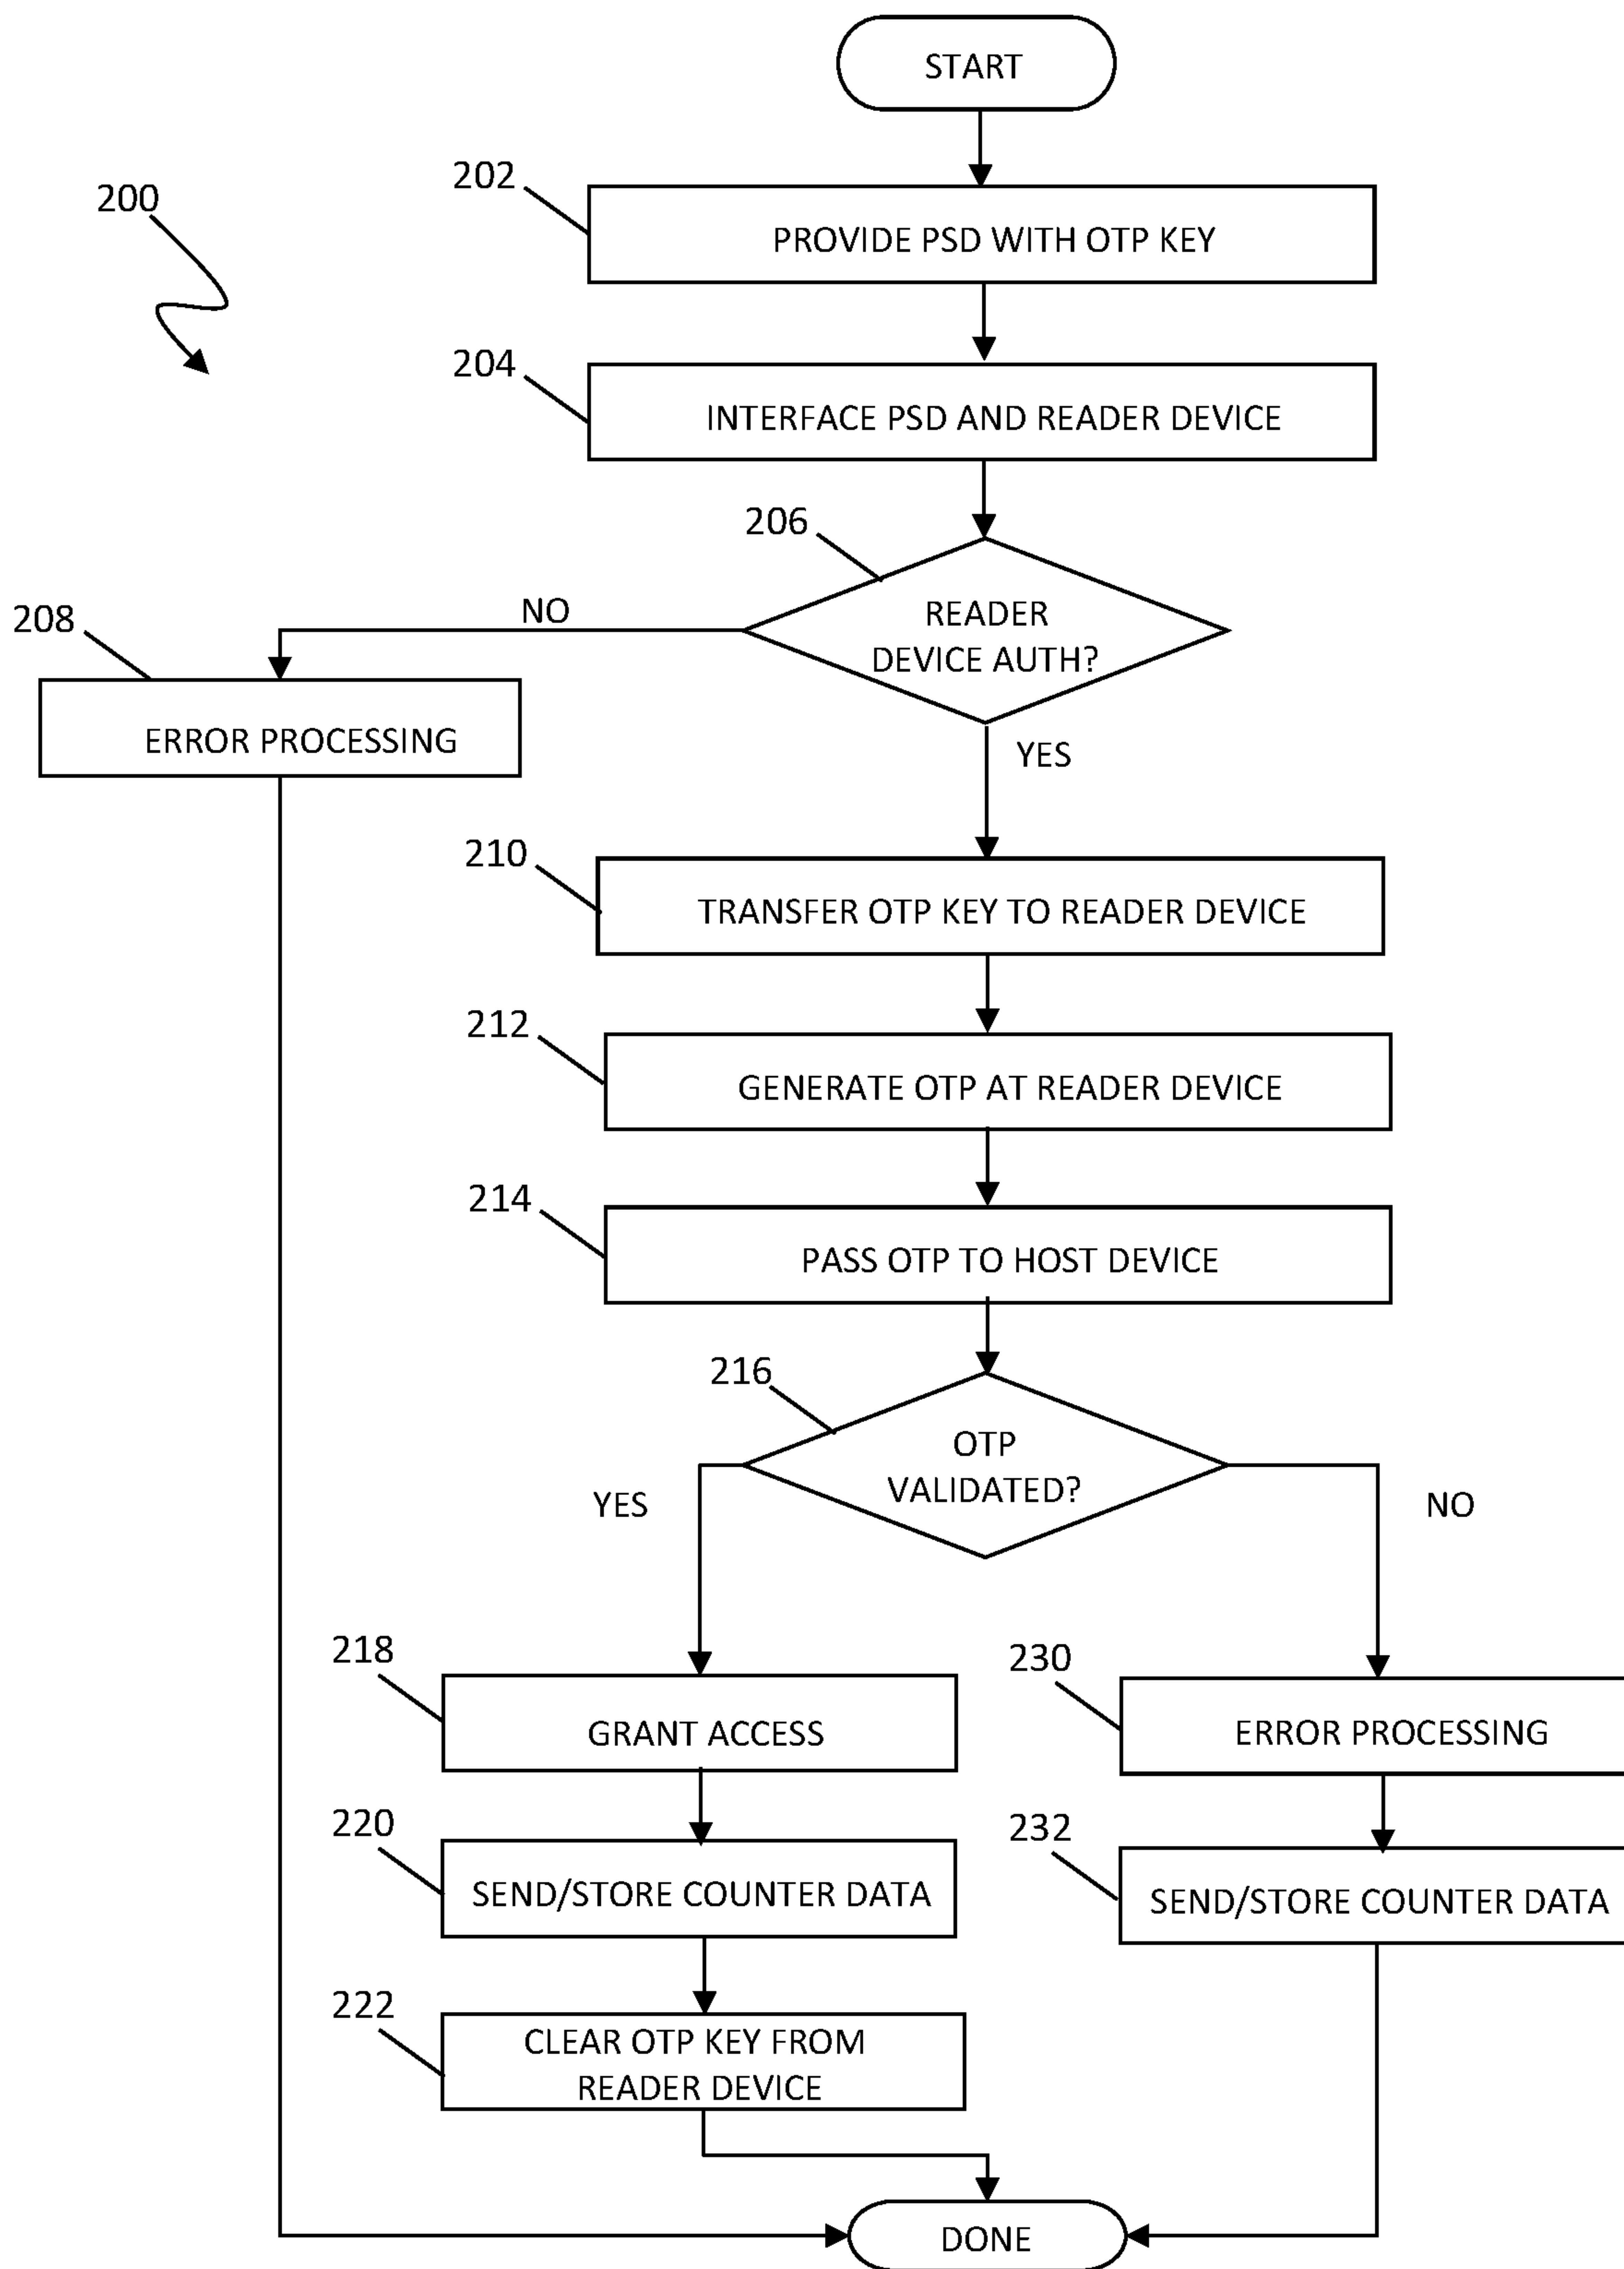 START
200
202
PROVIDE PSD WITH OTP KEY
204
INTERFACE PSD AND READER DEVICE
206
READER
DEVICE AUTH?
NO
208
ERROR PROCESSING
YES
210
TRANSFER OTP KEY TO READER DEVICE
212
GENERATE OTP AT READER DEVICE
214
PASS OTP TO HOST DEVICE
216
OTP
VALIDATED?
YES
NO
218
GRANT ACCESS
230
ERROR PROCESSING
220
SEND/STORE COUNTER DATA
232
SEND/STORE COUNTER DATA
222
CLEAR OTP KEY FROM
READER DEVICE
DONE